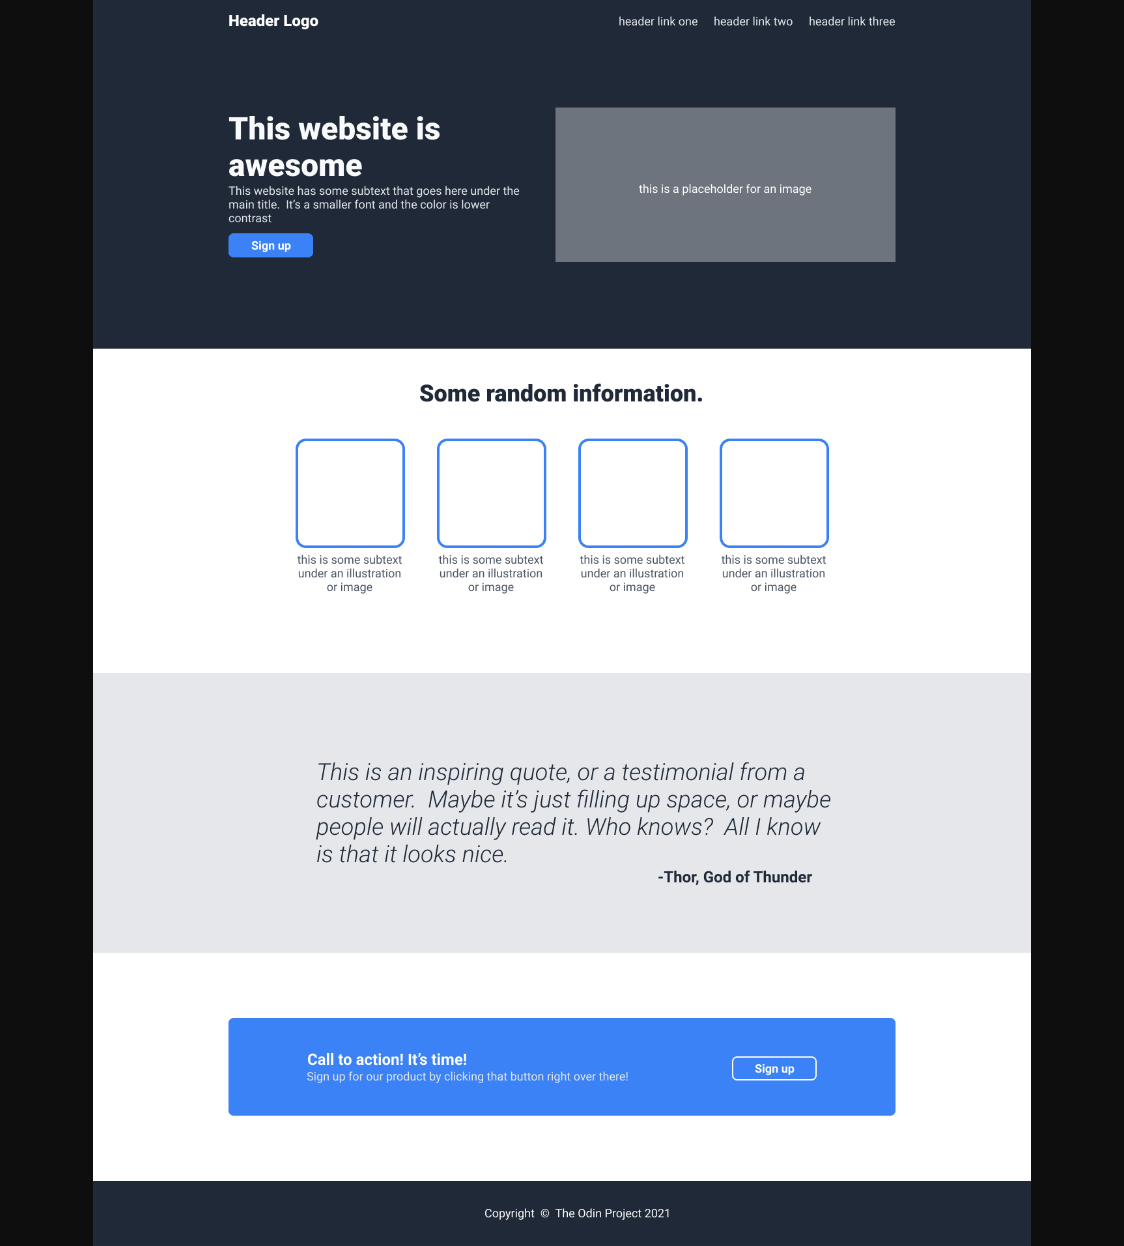 Header Logo
header link one
header link two
header link three
This website is
awesome
This website has some subtext that goes here under the
main title.  It’s a smaller font and the color is lower
contrast
Sign up
this is a placeholder for an image
Some random information.
this is some subtext
under an illustration
or image
this is some subtext
under an illustration
or image
this is some subtext
under an illustration
or image
this is some subtext
under an illustration
or image
This is an inspiring quote, or a testimonial from a
customer.  Maybe it’s just filling up space, or maybe
people will actually read it. Who knows?  All I know
is that it looks nice.
-Thor, God of Thunder
Call to action! It’s time!
Sign up for our product by clicking that button right over there!
Sign up
Copyright  ©  The Odin Project 2021